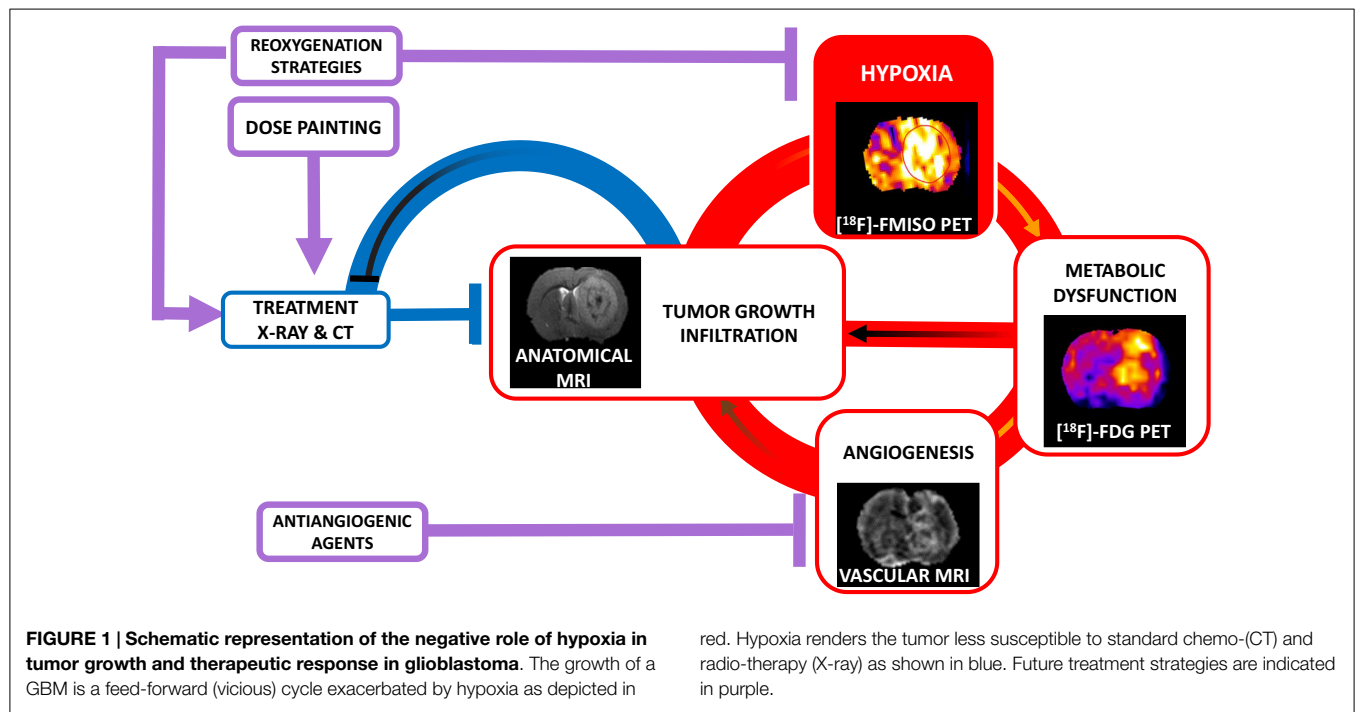 REOXYGENATION
STRATEGIES
DOSE PAINTING
TREATMENT
X-RAY & CT
ANTIANGIOGENIC
AGENTS
HYPOXIA
[18F]-FMISO PET
METABOLIC
DYSFUNCTION
[18F]-FDG PET
TUMOR GROWTH
INFILTRATION
ANATOMICAL
MRI
ANGIOGENESIS
VASCULAR MRI
FIGURE 1 | Schematic representation of the negative role of hypoxia in
tumor growth and therapeutic response in glioblastoma. The growth of a
GBM is a feed-forward (vicious) cycle exacerbated by hypoxia as depicted in
red. Hypoxia renders the tumor less susceptible to standard chemo-(CT) and
radio-therapy (X-ray) as shown in blue. Future treatment strategies are indicated
in purple.